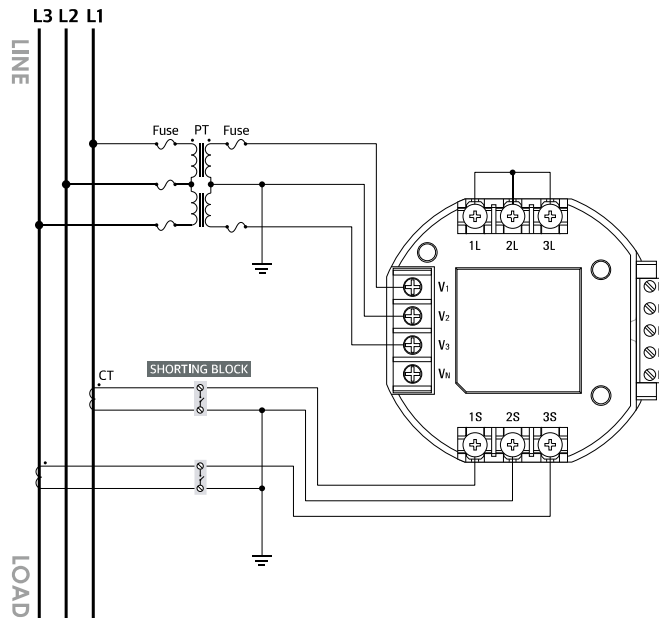 L3 L2 L1
LINE
Fuse PT Fuse
1L 2L 3L
V1
V2
V3
VN
CT
SHORTING BLOCK
1S 2S 3S
LOAD